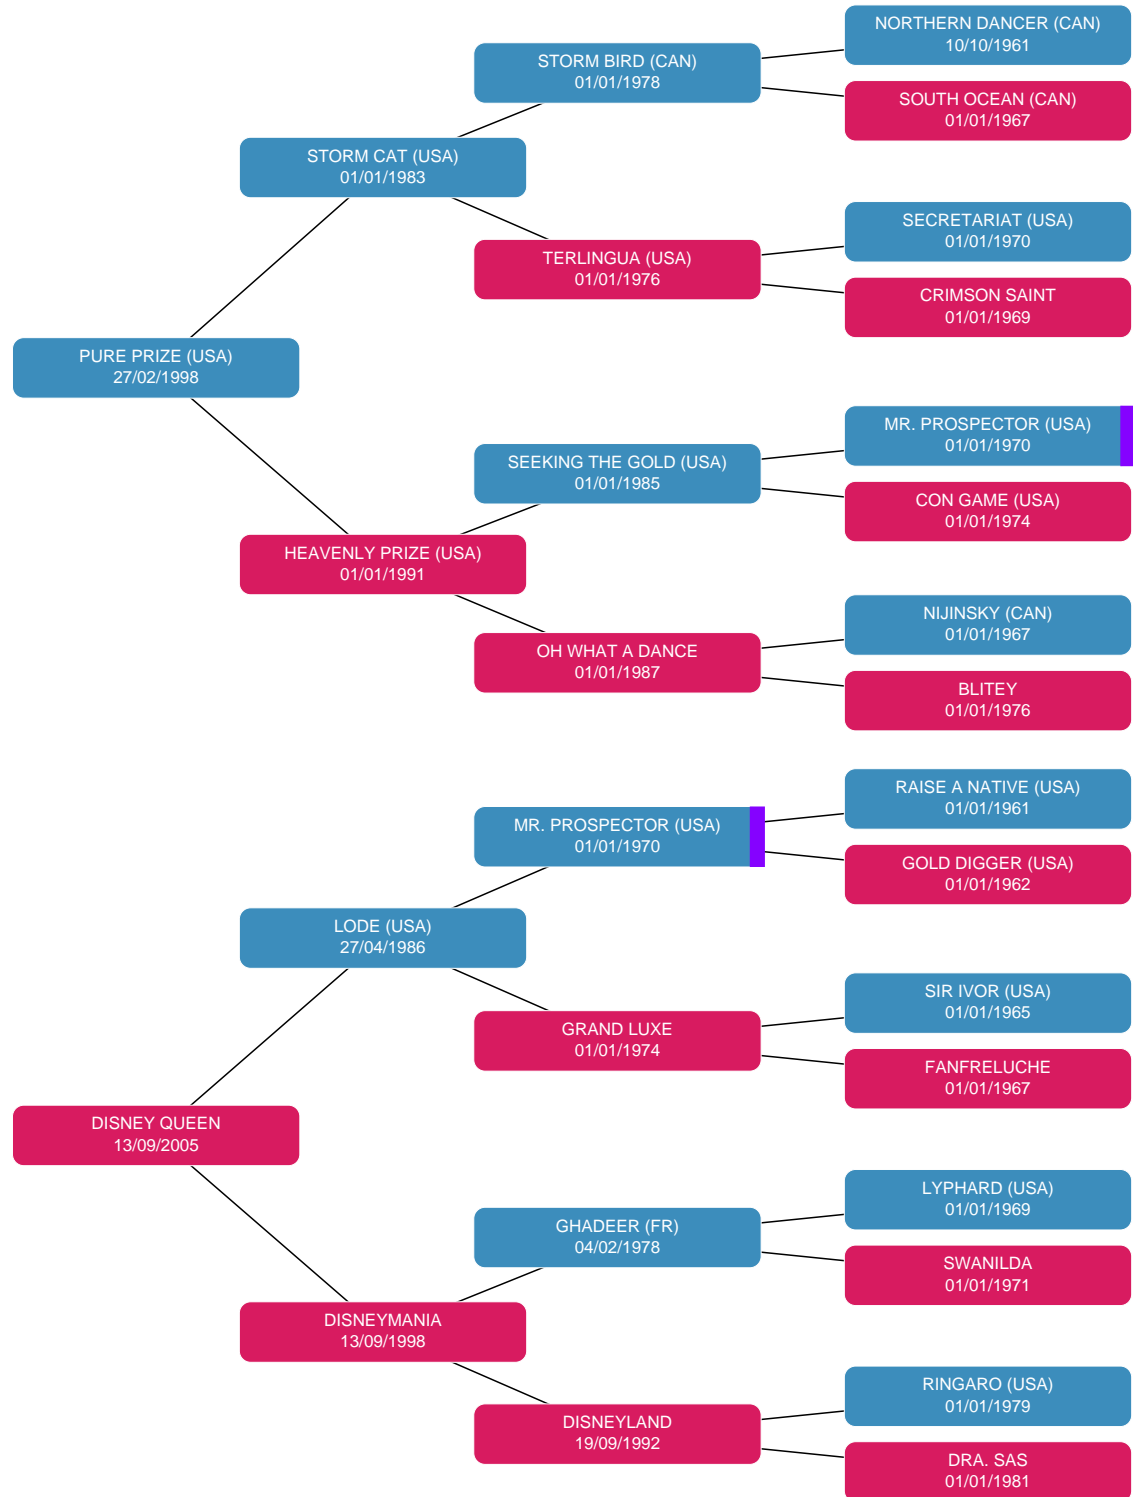 NORTHERN DANCER (CAN)
10/10/1961
STORM BIRD (CAN)
01/01/1978
SOUTH OCEAN (CAN)
01/01/1967
STORM CAT (USA)
01/01/1983
SECRETARIAT (USA)
01/01/1970
TERLINGUA (USA)
01/01/1976
CRIMSON SAINT
01/01/1969
PURE PRIZE (USA)
27/02/1998
MR. PROSPECTOR (USA)
01/01/1970
SEEKING THE GOLD (USA)
01/01/1985
CON GAME (USA)
01/01/1974
HEAVENLY PRIZE (USA)
01/01/1991
NIJINSKY (CAN)
01/01/1967
OH WHAT A DANCE
01/01/1987
BLITEY
01/01/1976
RAISE A NATIVE (USA)
01/01/1961
MR. PROSPECTOR (USA)
01/01/1970
GOLD DIGGER (USA)
01/01/1962
LODE (USA)
27/04/1986
SIR IVOR (USA)
01/01/1965
GRAND LUXE
01/01/1974
FANFRELUCHE
01/01/1967
DISNEY QUEEN
13/09/2005
LYPHARD (USA)
01/01/1969
GHADEER (FR)
04/02/1978
SWANILDA
01/01/1971
DISNEYMANIA
13/09/1998
RINGARO (USA)
01/01/1979
DISNEYLAND
19/09/1992
DRA. SAS
01/01/1981